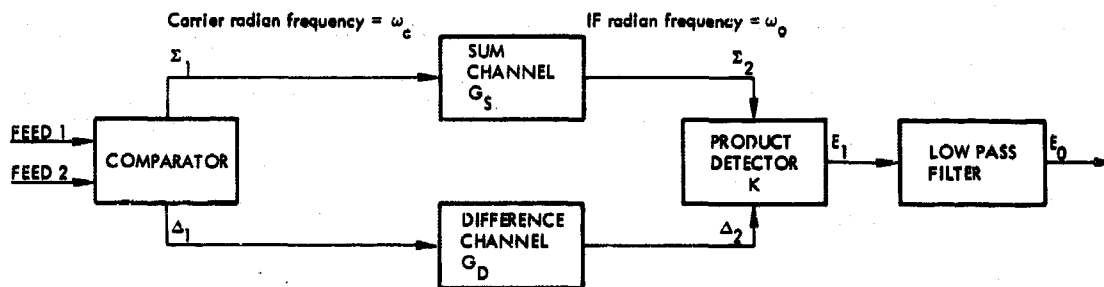 Carrier radian frequency = ω_c
IF radian frequency = ω_o
Σ_1
SUM
CHANNEL
G_S
Σ_2
FEED 1
FEED 2
COMPARATOR
PRODUCT
DETECTOR
K
E_1
LOW PASS
FILTER
E_0
Δ_1
DIFFERENCE
CHANNEL
G_D
Δ_2